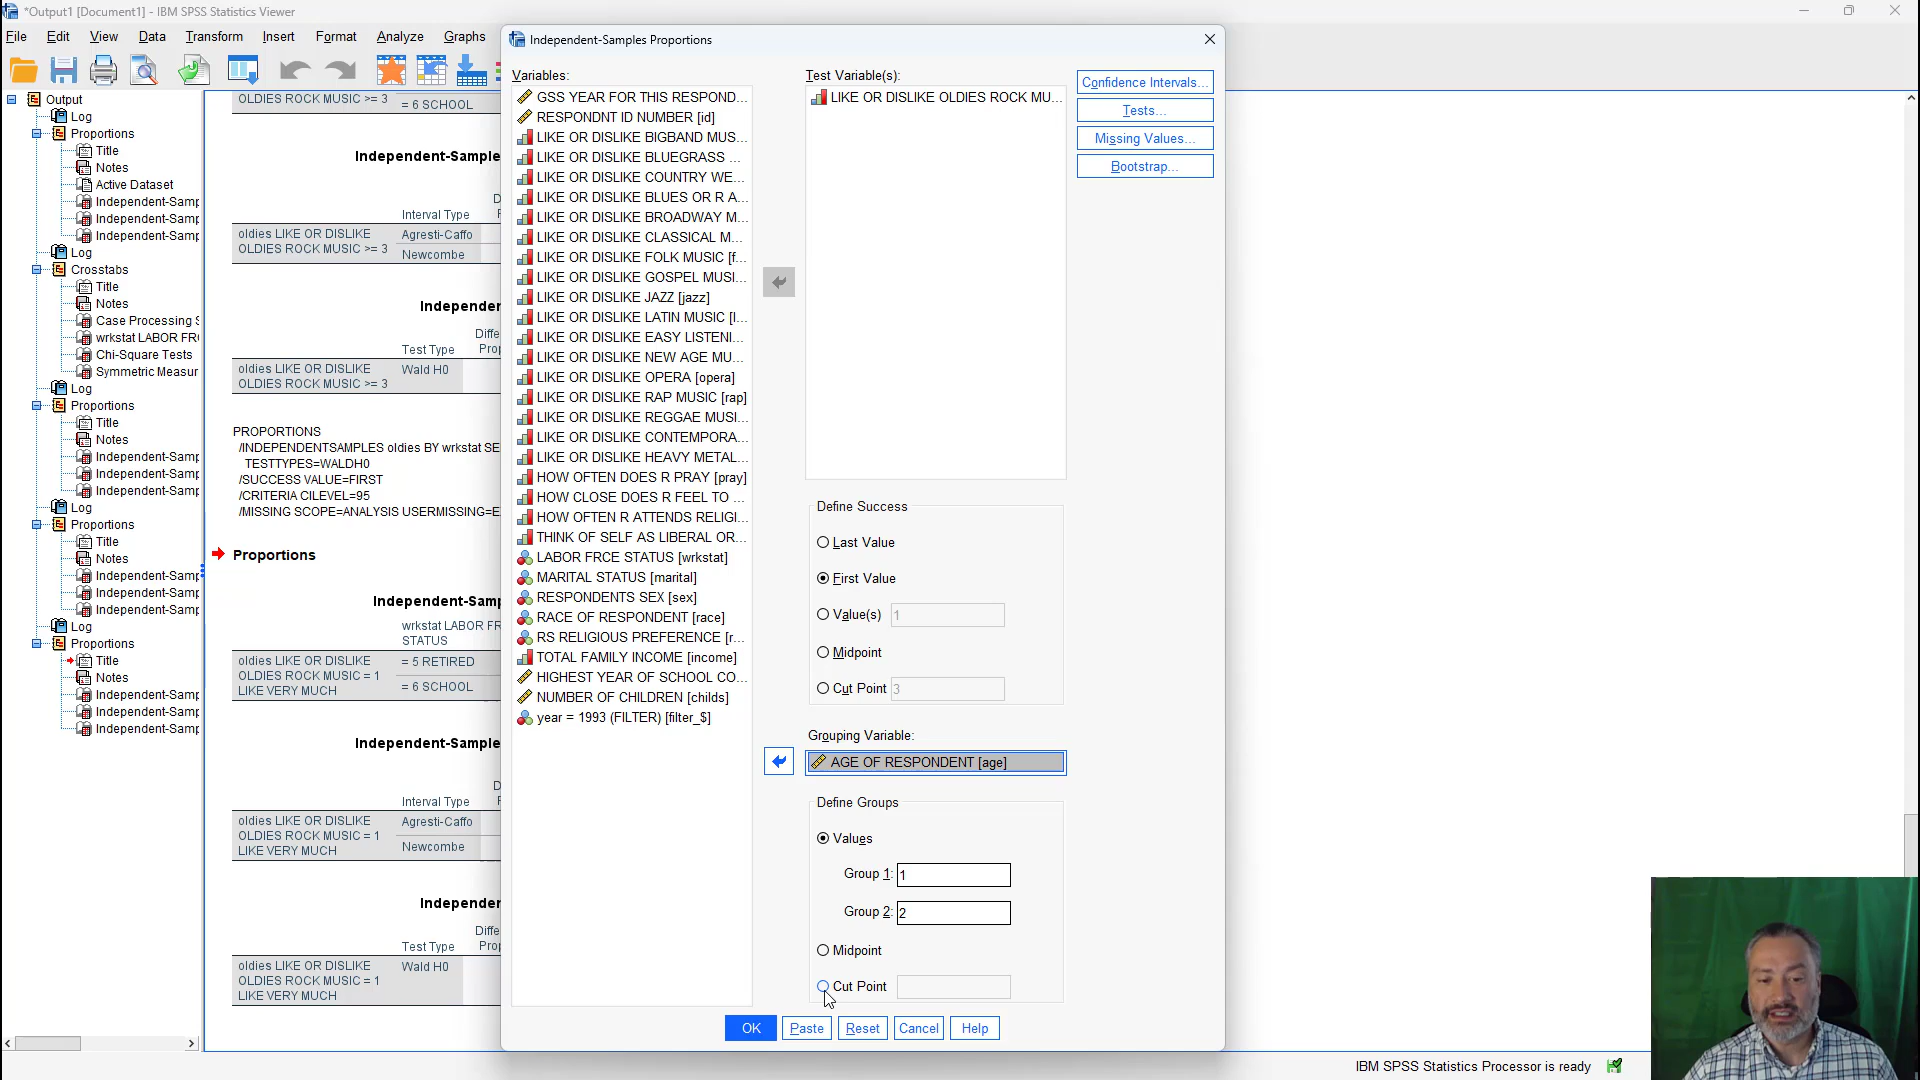 *Output1 [Document1] - IBM SPSS Statistics Viewer
File Edit View Data Transform Insert Format Analyze Graphs
Output
Log
Proportions
Title
Notes
Active Dataset
Independent-Samp
Independent-Samp
Independent-Samp
Log
Crosstabs
Title
Notes
Case Processing S
wrkstat LABOR FR
Chi-Square Tests
Symmetric Measur
Log
Proportions
Title
Notes
Independent-Samp
Independent-Samp
Independent-Samp
Log
Proportions
Title
Notes
Independent-Samp
Independent-Samp
Independent-Samp
Log
Proportions
Title
Notes
Independent-Samp
Independent-Samp
Independent-Samp
OLDIES ROCK MUSIC >= 3 = 6 SCHOOL
Independent-Sample
Interval Type
oldies LIKE OR DISLIKE
OLDIES ROCK MUSIC >= 3
Agresti-Caffo
Newcombe
Independen
Test Type
Diffe
Prop
oldies LIKE OR DISLIKE
OLDIES ROCK MUSIC >= 3
Wald H0
PROPORTIONS
/INDEPENDENTSAMPLES oldies BY wrkstat SE
TESTTYPES=WALDH0
/SUCCESS VALUE=FIRST
/CRITERIA CILEVEL=95
/MISSING SCOPE=ANALYSIS USERMISSING=E
Proportions
Independent-Samp
wrkstat LABOR FR
STATUS
oldies LIKE OR DISLIKE
OLDIES ROCK MUSIC = 1
LIKE VERY MUCH
= 5 RETIRED
= 6 SCHOOL
Independent-Sample
Interval Type
oldies LIKE OR DISLIKE
OLDIES ROCK MUSIC = 1
LIKE VERY MUCH
Agresti-Caffo
Newcombe
Independen
Test Type
Diffe
Prop
oldies LIKE OR DISLIKE
OLDIES ROCK MUSIC = 1
LIKE VERY MUCH
Wald H0
Independent-Samples Proportions
Variables:
GSS YEAR FOR THIS RESPOND...
RESPONDNT ID NUMBER [id]
LIKE OR DISLIKE BIGBAND MUS...
LIKE OR DISLIKE BLUEGRASS ...
LIKE OR DISLIKE COUNTRY WE...
LIKE OR DISLIKE BLUES OR R A...
LIKE OR DISLIKE BROADWAY M...
LIKE OR DISLIKE CLASSICAL M...
LIKE OR DISLIKE FOLK MUSIC [f...
LIKE OR DISLIKE GOSPEL MUSI...
LIKE OR DISLIKE JAZZ [jazz]
LIKE OR DISLIKE LATIN MUSIC [l...
LIKE OR DISLIKE EASY LISTENI...
LIKE OR DISLIKE NEW AGE MU...
LIKE OR DISLIKE OPERA [opera]
LIKE OR DISLIKE RAP MUSIC [rap]
LIKE OR DISLIKE REGGAE MUSI...
LIKE OR DISLIKE CONTEMPORA...
LIKE OR DISLIKE HEAVY METAL...
HOW OFTEN DOES R PRAY [pray]
HOW CLOSE DOES R FEEL TO ...
HOW OFTEN R ATTENDS RELIGI...
THINK OF SELF AS LIBERAL OR...
LABOR FRCE STATUS [wrkstat]
MARITAL STATUS [marital]
RESPONDENTS SEX [sex]
RACE OF RESPONDENT [race]
RS RELIGIOUS PREFERENCE [r...
TOTAL FAMILY INCOME [income]
HIGHEST YEAR OF SCHOOL CO...
NUMBER OF CHILDREN [childs]
year = 1993 (FILTER) [filter_$]
Test Variable(s):
LIKE OR DISLIKE OLDIES ROCK MU...
Define Success
Last Value
First Value
Value(s) 1
Midpoint
Cut Point 3
Grouping Variable:
AGE OF RESPONDENT [age]
Define Groups
Values
Group 1: 1
Group 2: 2
Midpoint
Cut Point
Confidence Intervals...
Tests...
Missing Values...
Bootstrap...
OK Paste Reset Cancel Help
IBM SPSS Statistics Processor is ready